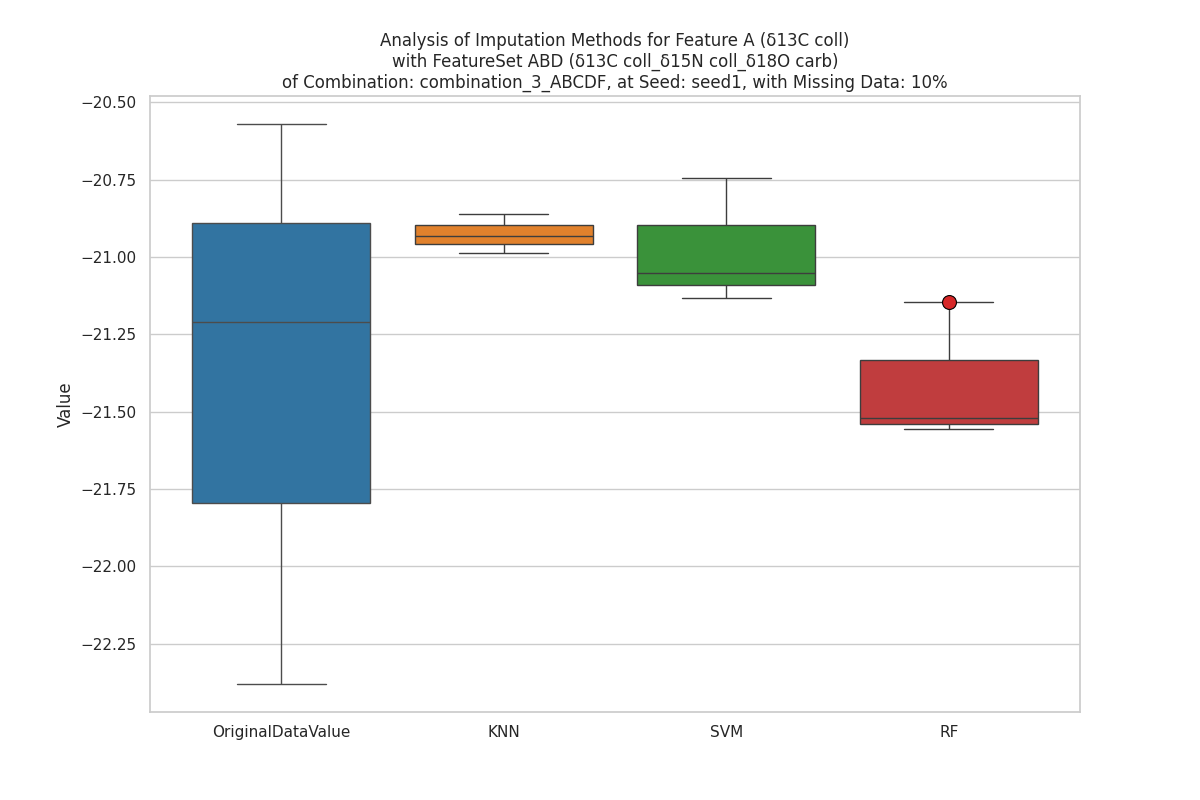 Analysis of Imputation Methods for Feature A (δ13C coll)
with FeatureSet ABD (δ13C coll_δ15N coll_δ18O carb)
of Combination: combination_3_ABCDF, at Seed: seed1, with Missing Data: 10%
−20.50
−20.75
−21.00
−21.25
−21.50
−21.75
−22.00
−22.25
Value
OriginalDataValue
KNN
SVM
RF